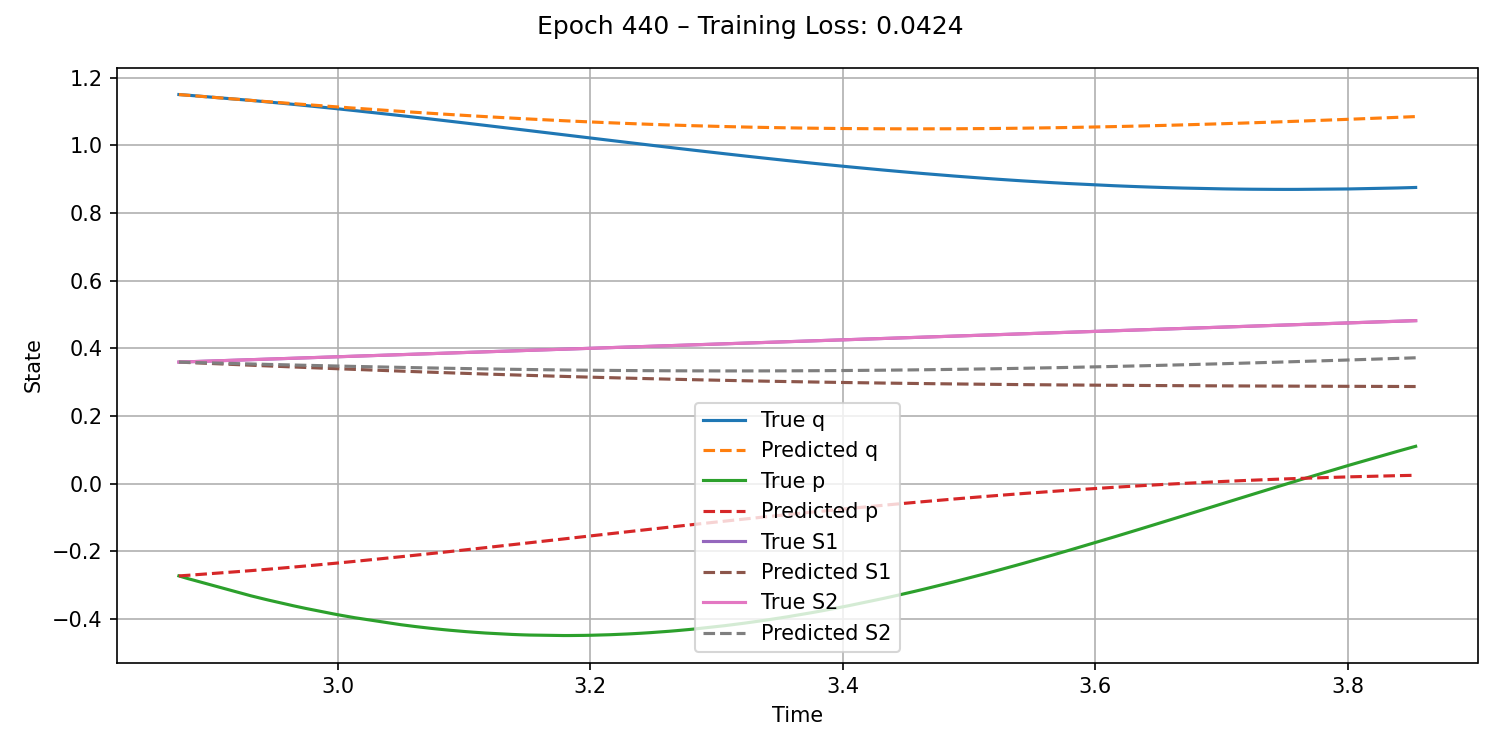 Epoch 440 – Training Loss: 0.0424
1.2
1.0
0.8
0.6
0.4
0.2
0.0
−0.2
−0.4
State
True q
Predicted q
True p
Predicted p
True S1
Predicted S1
True S2
Predicted S2
3.0 3.2 3.4 3.6 3.8
Time